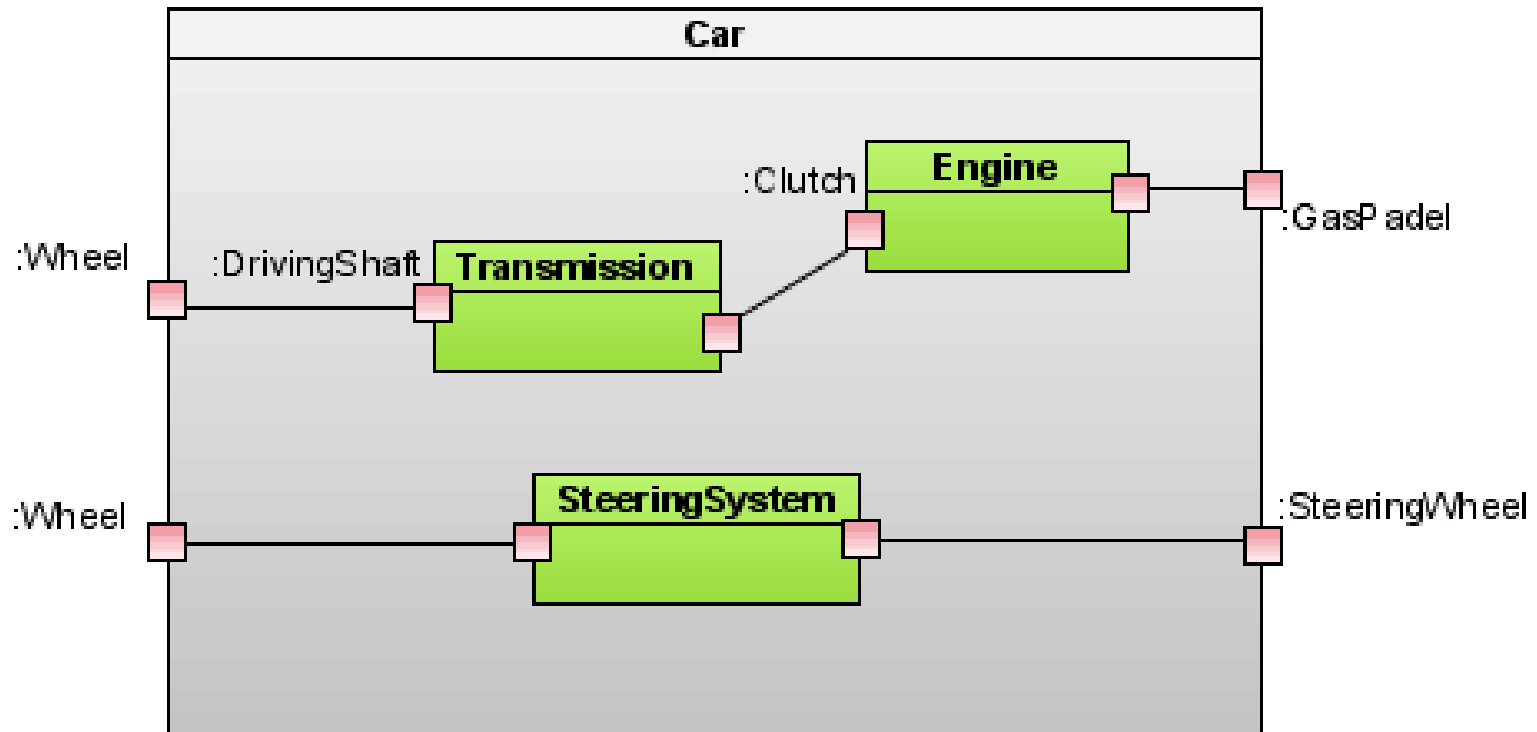 Car
Engine
:Clutch
:GasPadel
:Wheel
:DrivingShaft
Transmission
:Wheel
SteeringSystem
:SteeringWheel